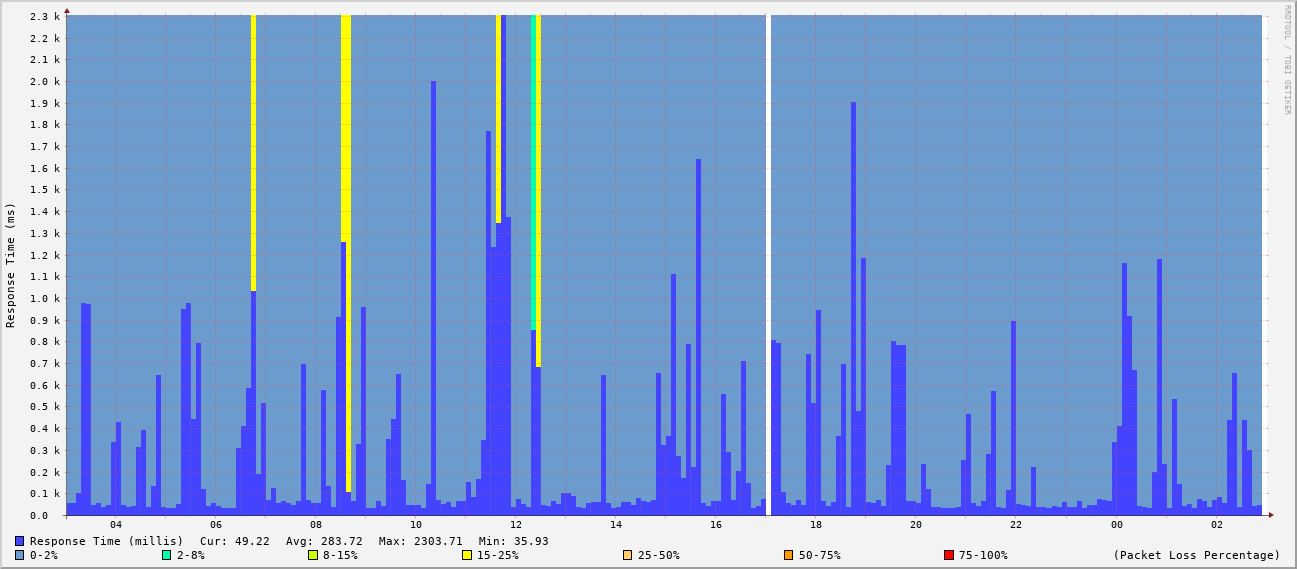 RRDTOOL / TOBI OETIKER
Response Time (ms)
2.3 k
2.2 k
2.1 k
2.0 k
1.9 k
1.8 k
1.7 k
1.6 k
1.5 k
1.4 k
1.3 k
1.2 k
1.1 k
1.0 k
0.9 k
0.8 k
0.7 k
0.6 k
0.5 k
0.4 k
0.3 k
0.2 k
0.1 k
0.0
04 06 08 10 12 14 16 18 20 22 00 02
Response Time (millis) Cur: 49.22 Avg: 283.72 Max: 2303.71 Min: 35.93
0-2% 2-8% 8-15% 15-25% 25-50% 50-75% 75-100% (Packet Loss Percentage)